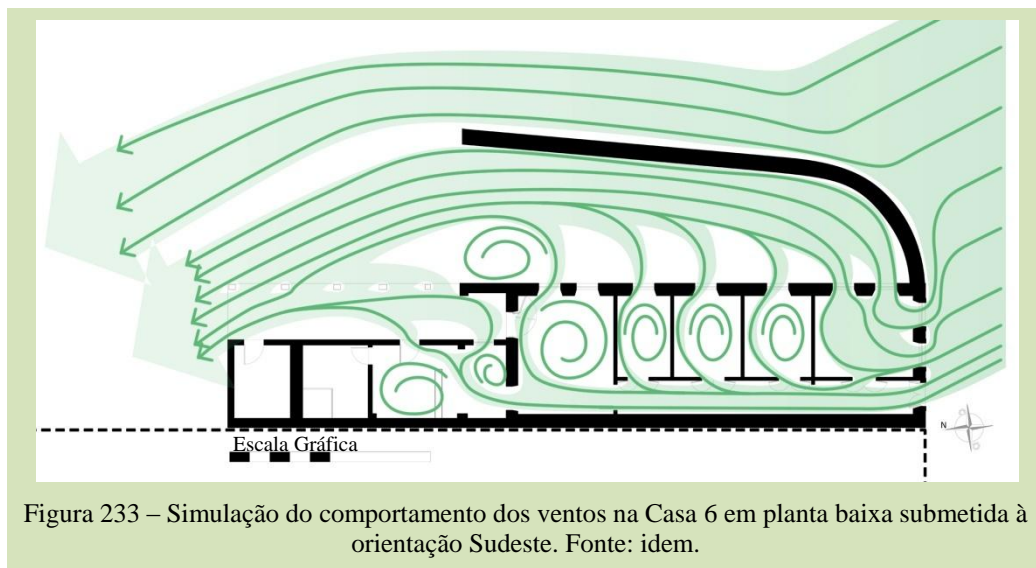 N
Escala Gráfica
Figura 233 – Simulação do comportamento dos ventos na Casa 6 em planta baixa submetida à
orientação Sudeste. Fonte: idem.